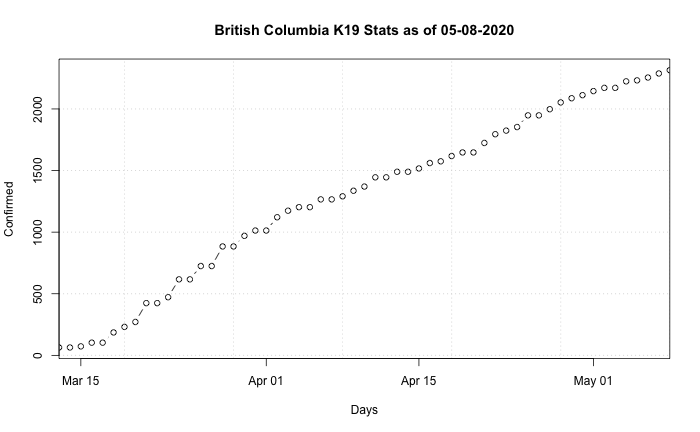 British Columbia K19 Stats as of 05-08-2020
Confirmed
2000
1500
1000
500
0
Mar 15 Apr 01 Apr 15 May 01
Days